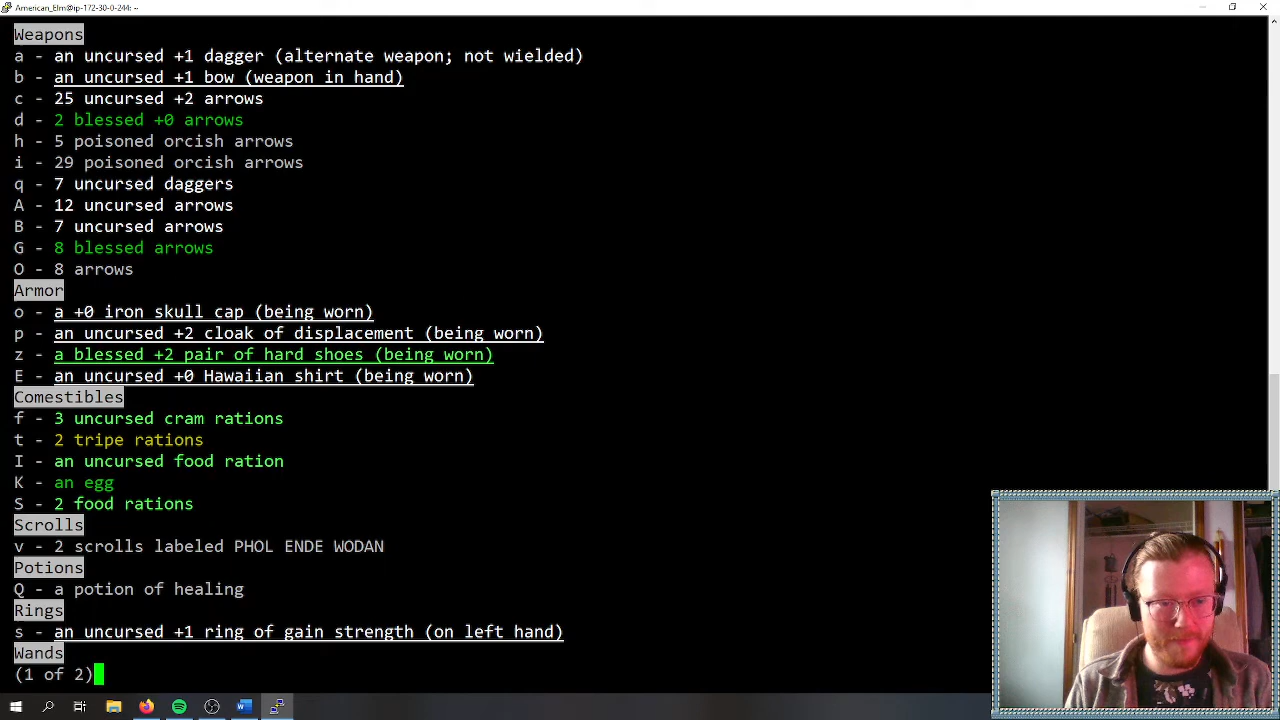 American_Elm@ip-172-30-0-244: ~
Weapons
a - an uncursed +1 dagger (alternate weapon; not wielded)
b - an uncursed +1 bow (weapon in hand)
c - 25 uncursed +2 arrows
d - 2 blessed +0 arrows
h - 5 poisoned orcish arrows
i - 29 poisoned orcish arrows
q - 7 uncursed daggers
A - 12 uncursed arrows
B - 7 uncursed arrows
G - 8 blessed arrows
O - 8 arrows
Armor
o - a +0 iron skull cap (being worn)
p - an uncursed +2 cloak of displacement (being worn)
z - a blessed +2 pair of hard shoes (being worn)
E - an uncursed +0 Hawaiian shirt (being worn)
Comestibles
f - 3 uncursed cram rations
t - 2 tripe rations
I - an uncursed food ration
K - an egg
S - 2 food rations
Scrolls
v - 2 scrolls labeled PHOL ENDE WODAN
Potions
Q - a potion of healing
Rings
s - an uncursed +1 ring of gain strength (on left hand)
Wands
(1 of 2)